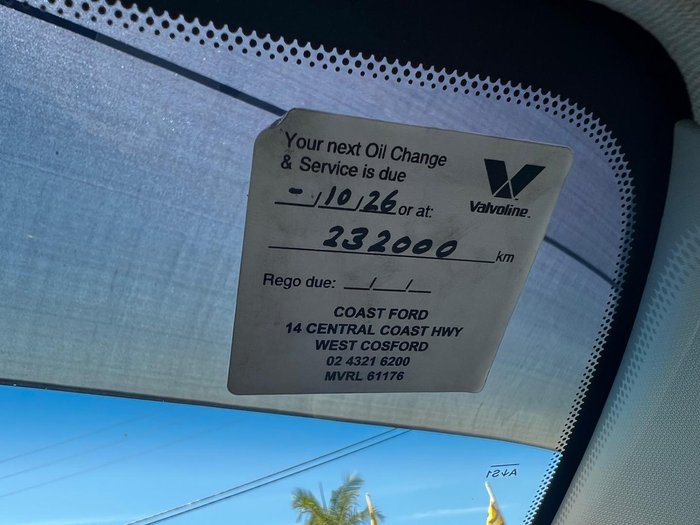 Your next Oil Change
& Service is due
-/10/26 or at:
Valvoline
232000 km
Rego due: __/__/__
COAST FORD
14 CENTRAL COAST HWY
WEST COSFORD
02 4321 6200
MVRL 61176
A↓S1